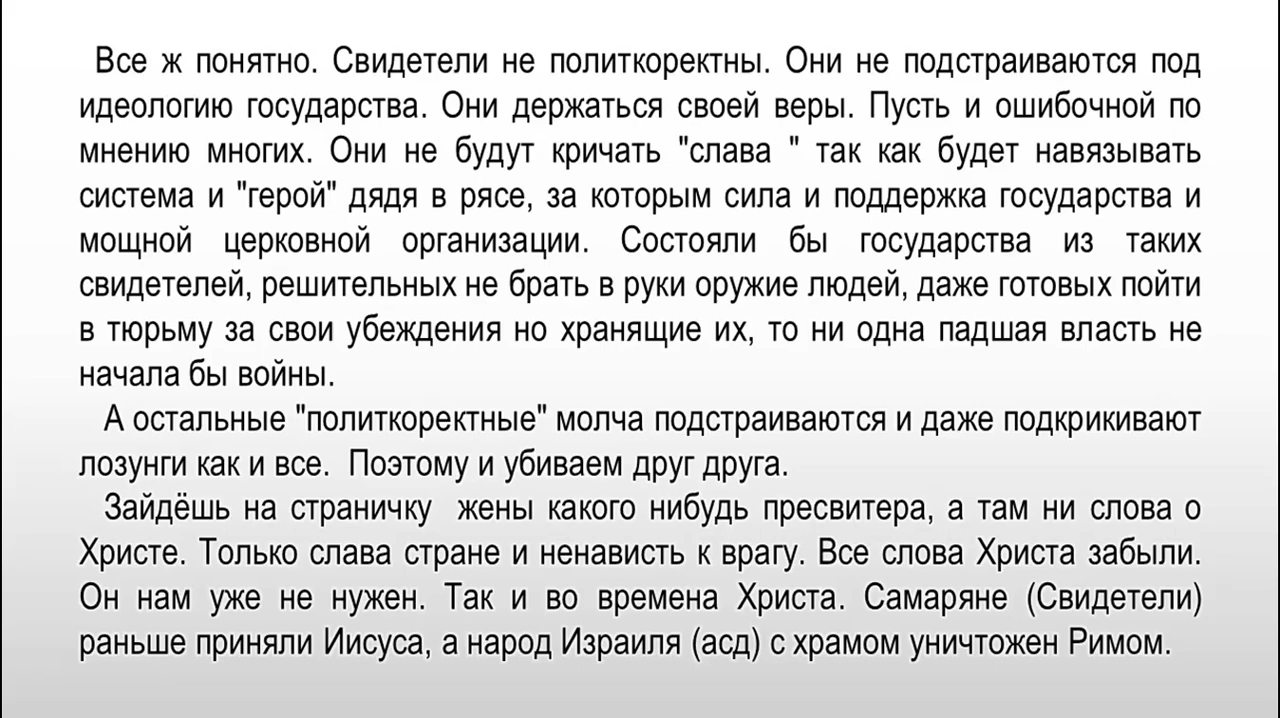 Все ж понятно. Свидетели не политкоректны. Они не подстраиваются под
идеологию государства. Они держаться своей веры. Пусть и ошибочной по
мнению многих. Они не будут кричать "слава " так как будет навязывать
система и "герой" дядя в рясе, за которым сила и поддержка государства и
мощной церковной организации. Состояли бы государства из таких
свидетелей, решительных не брать в руки оружие людей, даже готовых пойти
в тюрьму за свои убеждения но хранящие их, то ни одна падшая власть не
начала бы войны.
А остальные "политкоректные" молча подстраиваются и даже подкрикивают
лозунги как и все. Поэтому и убиваем друг друга.
Зайдёшь на страничку жены какого нибудь пресвитера, а там ни слова о
Христе. Только слава стране и ненависть к врагу. Все слова Христа забыли.
Он нам уже не нужен. Так и во времена Христа. Самаряне (Свидетели)
раньше приняли Иисуса, а народ Израиля (асд) с храмом уничтожен Римом.